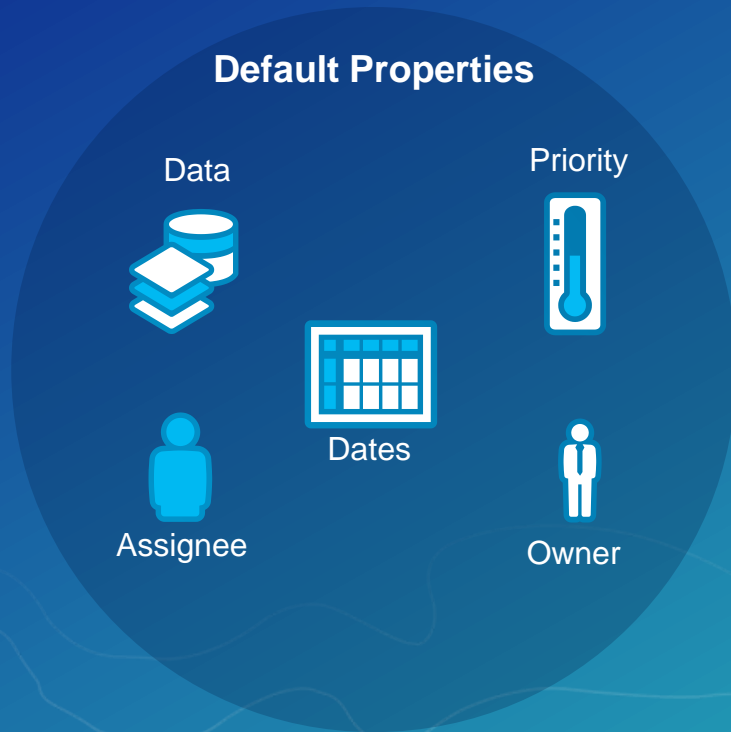 Default Properties
Data
Priority
Dates
Assignee
Owner